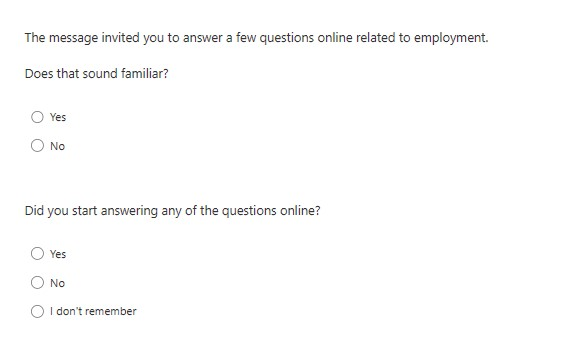 The message invited you to answer a few questions online related to employment.
Does that sound familiar?
Yes
No
Did you start answering any of the questions online?
Yes
No
I don't remember